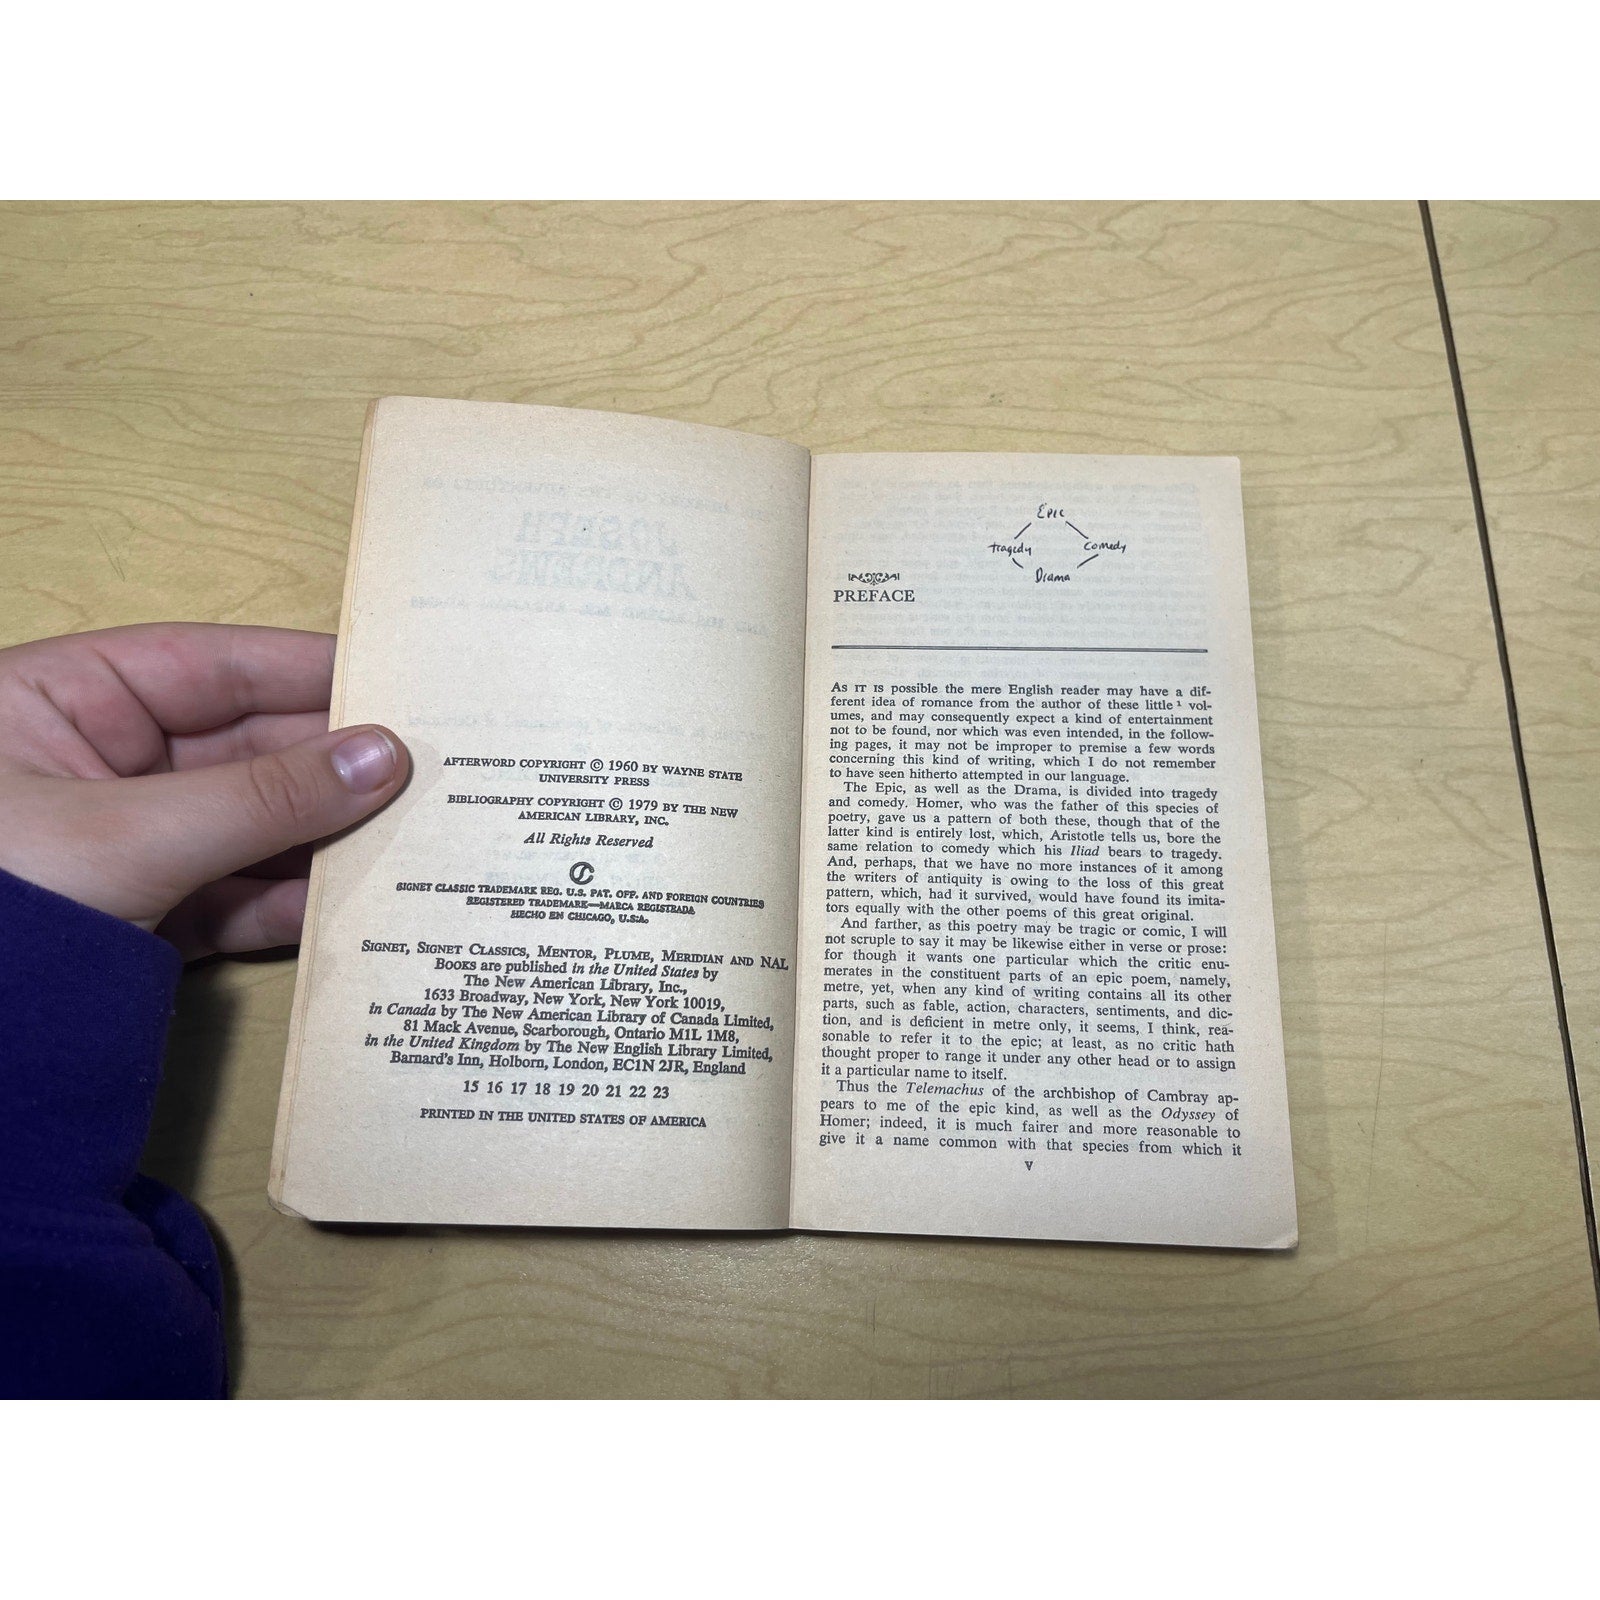 AFTERWORD COPYRIGHT © 1960 BY WAYNE STATE
UNIVERSITY PRESS
BIBLIOGRAPHY COPYRIGHT © 1979 BY THE NEW
AMERICAN LIBRARY, INC.
All Rights Reserved
SIGNET CLASSIC TRADEMARK REG. U.S. PAT. OFF. AND FOREIGN COUNTRIES
REGISTERED TRADEMARK—MARCA REGISTRADA
HECHO EN CHICAGO, U.S.A.
SIGNET, SIGNET CLASSICS, MENTOR, PLUME, MERIDIAN AND NAL
BOOKS are published in the United States by
The New American Library, Inc.,
1633 Broadway, New York, New York 10019,
in Canada by The New American Library of Canada Limited,
81 Mack Avenue, Scarborough, Ontario M1L 1M8,
in the United Kingdom by The New English Library Limited,
Barnard's Inn, Holborn, London, EC1N 2JR, England
15 16 17 18 19 20 21 22 23
PRINTED IN THE UNITED STATES OF AMERICA
Epic
tragedy comedy
Drama
PREFACE
AS IT IS possible the mere English reader may have a dif-
ferent idea of romance from the author of these little¹ vol-
umes, and may consequently expect a kind of entertainment
not to be found, nor which was even intended, in the follow-
ing pages, it may not be improper to premise a few words
concerning this kind of writing, which I do not remember
to have seen hitherto attempted in our language.
The Epic, as well as the Drama, is divided into tragedy
and comedy. Homer, who was the father of this species of
poetry, gave us a pattern of both these, though that of the
latter kind is entirely lost, which, Aristotle tells us, bore the
same relation to comedy which his Iliad bears to tragedy.
And, perhaps, that we have no more instances of it among
the writers of antiquity is owing to the loss of this great
pattern, which, had it survived, would have found its imita-
tors equally with the other poems of this great original.
And farther, as this poetry may be tragic or comic, I will
not scruple to say it may be likewise either in verse or prose:
for though it wants one particular which the critic enu-
merates in the constituent parts of an epic poem, namely,
metre, yet, when any kind of writing contains all its other
parts, such as fable, action, characters, sentiments, and dic-
tion, and is deficient in metre only, it seems, I think, rea-
sonable to refer it to the epic; at least, as no critic hath
thought proper to range it under any other head or to assign
it a particular name to itself.
Thus the Telemachus of the archbishop of Cambray ap-
pears to me of the epic kind, as well as the Odyssey of
Homer; indeed, it is much fairer and more reasonable to
give it a name common with that species from which it
V